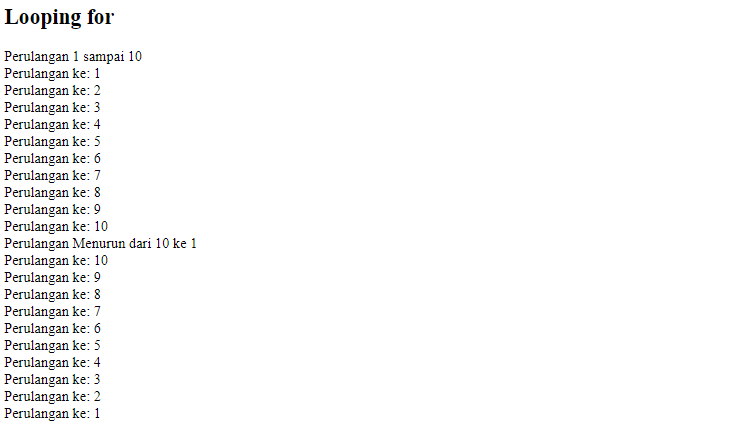 Looping for
Perulangan 1 sampai 10
Perulangan ke: 1
Perulangan ke: 2
Perulangan ke: 3
Perulangan ke: 4
Perulangan ke: 5
Perulangan ke: 6
Perulangan ke: 7
Perulangan ke: 8
Perulangan ke: 9
Perulangan ke: 10
Perulangan Menurun dari 10 ke 1
Perulangan ke: 10
Perulangan ke: 9
Perulangan ke: 8
Perulangan ke: 7
Perulangan ke: 6
Perulangan ke: 5
Perulangan ke: 4
Perulangan ke: 3
Perulangan ke: 2
Perulangan ke: 1